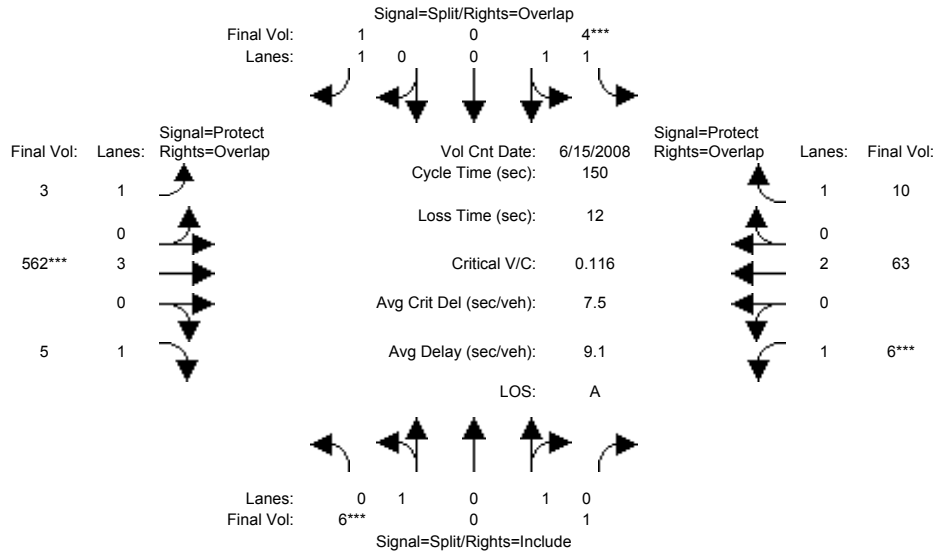 Signal=Split/Rights=Overlap
Final Vol: 1 0 4***
Lanes: 1 0 0 1 1
Signal=Protect Signal=Protect
Final Vol: Lanes: Rights=Overlap Vol Cnt Date: 6/15/2008 Rights=Overlap Lanes: Final Vol:
Cycle Time (sec): 150
3 1 1 10
Loss Time (sec): 12
0 0
562*** 3 Critical V/C: 0.116 2 63
0 Avg Crit Del (sec/veh): 7.5 0
5 1 Avg Delay (sec/veh): 9.1 1 6***
LOS: A
Lanes: 0 1 0 1 0
Final Vol: 6*** 0 1
Signal=Split/Rights=Include